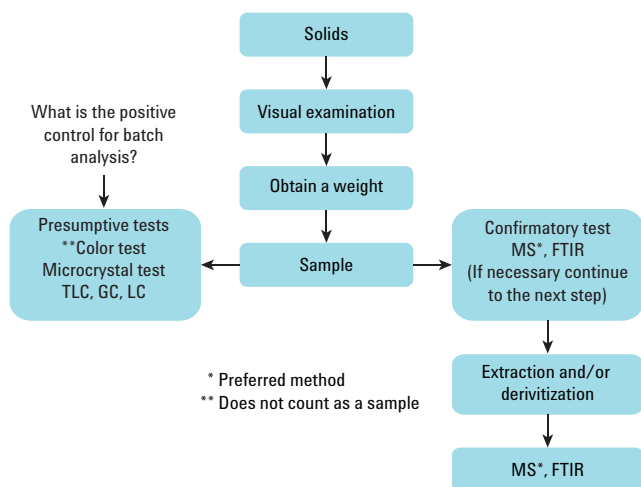 Solids
Visual examination
What is the positive
control for batch
analysis?
Obtain a weight
Presumptive tests
**Color test
Microcrystal test
TLC, GC, LC
Sample
Confirmatory test
MS*, FTIR
(If necessary continue
to the next step)
* Preferred method
** Does not count as a sample
Extraction and/or
derivitization
MS*, FTIR